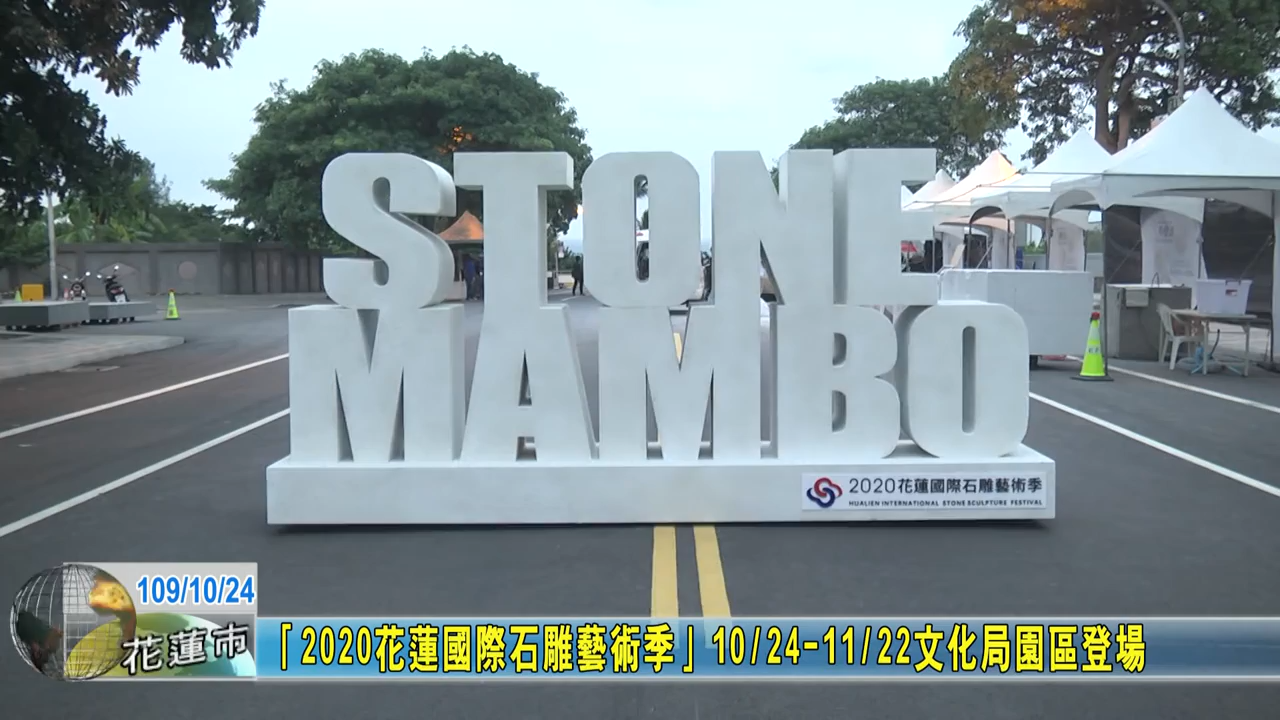 STONE
MAMBO
2020花蓮國際石雕藝術季
HUALIEN INTERNATIONAL STONE SCULPTURE FESTIVAL
109/10/24
花蓮市
「2020花蓮國際石雕藝術季」10/24-11/22文化局園區登場